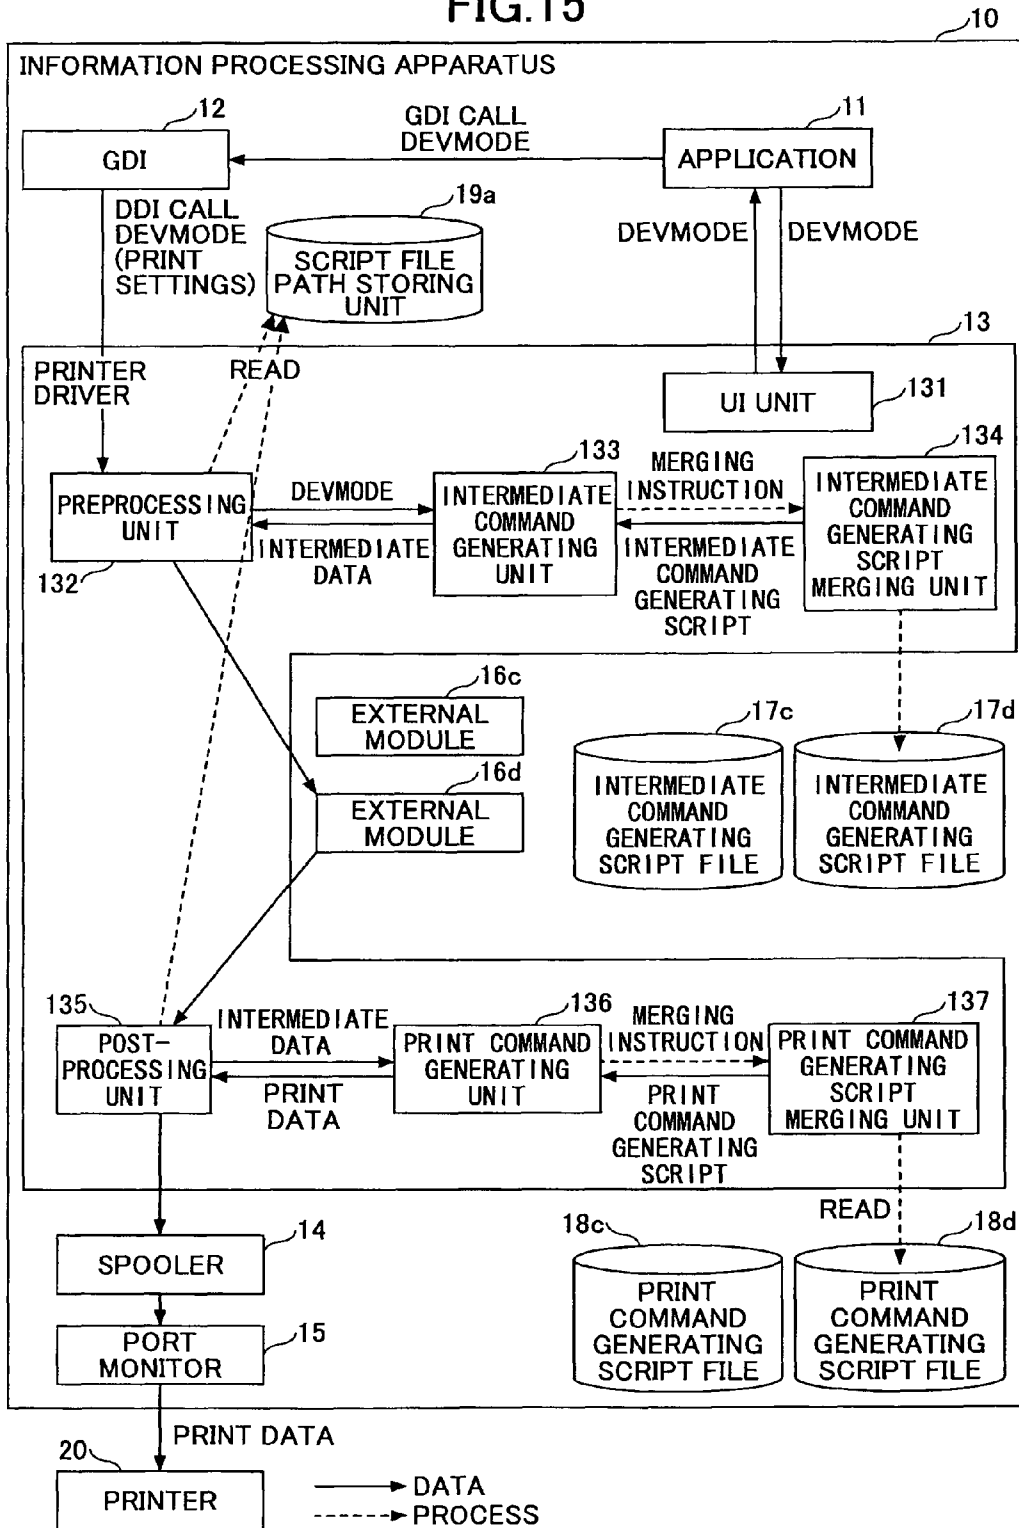 FIG.15
10
INFORMATION PROCESSING APPARATUS
12
GDI
GDI CALL
DEVMODE
11
APPLICATION
DDI CALL
DEVMODE
(PRINT
SETTINGS)
19a
SCRIPT FILE
PATH STORING
UNIT
DEVMODE
DEVMODE
13
PRINTER
DRIVER
READ
UI UNIT
131
PREPROCESSING
UNIT
132
DEVMODE
INTERMEDIATE
DATA
133
INTERMEDIATE
COMMAND
GENERATING
UNIT
MERGING
INSTRUCTION
INTERMEDIATE
COMMAND
GENERATING
SCRIPT
134
INTERMEDIATE
COMMAND
GENERATING
SCRIPT
MERGING UNIT
16c
EXTERNAL
MODULE
16d
EXTERNAL
MODULE
17c
INTERMEDIATE
COMMAND
GENERATING
SCRIPT FILE
17d
INTERMEDIATE
COMMAND
GENERATING
SCRIPT FILE
135
POST-
PROCESSING
UNIT
INTERMEDIATE
DATA
PRINT
DATA
136
PRINT COMMAND
GENERATING
UNIT
MERGING
INSTRUCTION
PRINT
COMMAND
GENERATING
SCRIPT
137
PRINT COMMAND
GENERATING
SCRIPT
MERGING UNIT
READ
14
SPOOLER
15
PORT
MONITOR
18c
PRINT
COMMAND
GENERATING
SCRIPT FILE
18d
PRINT
COMMAND
GENERATING
SCRIPT FILE
PRINT DATA
20
PRINTER
DATA
PROCESS